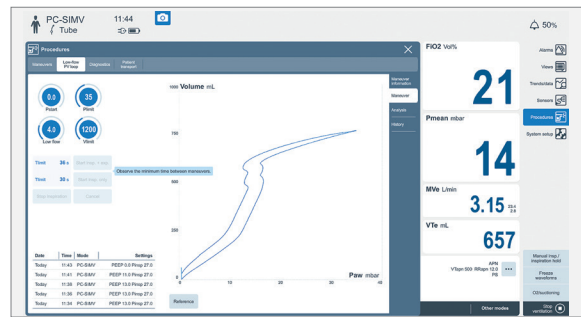 PC-SIMV
Tube
11:44
50%
Procedures
Maneuvers
Low-flow
PV loop
Diagnostics
Patient
transport
0.0
35
Pstart
Plimit
4.0
1200
Low flow
Vlimit
Tlimit 36 s
Start insp. + exp.
Observe the minimum time between maneuvers.
Tlimit 30 s
Start insp. only
Stop inspiration
Cancel
Date Time Mode Settings
Today 11:43 PC-SIMV PEEP 0.0 Pinsp 27.0
Today 11:41 PC-SIMV PEEP 11.0 Pinsp 27.0
Today 11:39 PC-SIMV PEEP 13.0 Pinsp 27.0
Today 11:36 PC-SIMV PEEP 13.0 Pinsp 27.0
Today 11:34 PC-SIMV PEEP 13.0 Pinsp 27.0
Volume mL
1000
750
500
250
0
0 10 20 30 40
Paw mbar
Reference
Maneuver
information
Maneuver
Analysis
History
FiO2 Vol%
21
Pmean mbar
14
MVe L/min
3.15
VTe mL
657
APN
VTapn 500 RRapn 12.0
PS
Other modes
Alarms
Views
Trends/data
Sensors
Procedures
System setup
Manual insp./
inspiration hold
Freeze
waveforms
O2/suctioning
Stop
ventilation